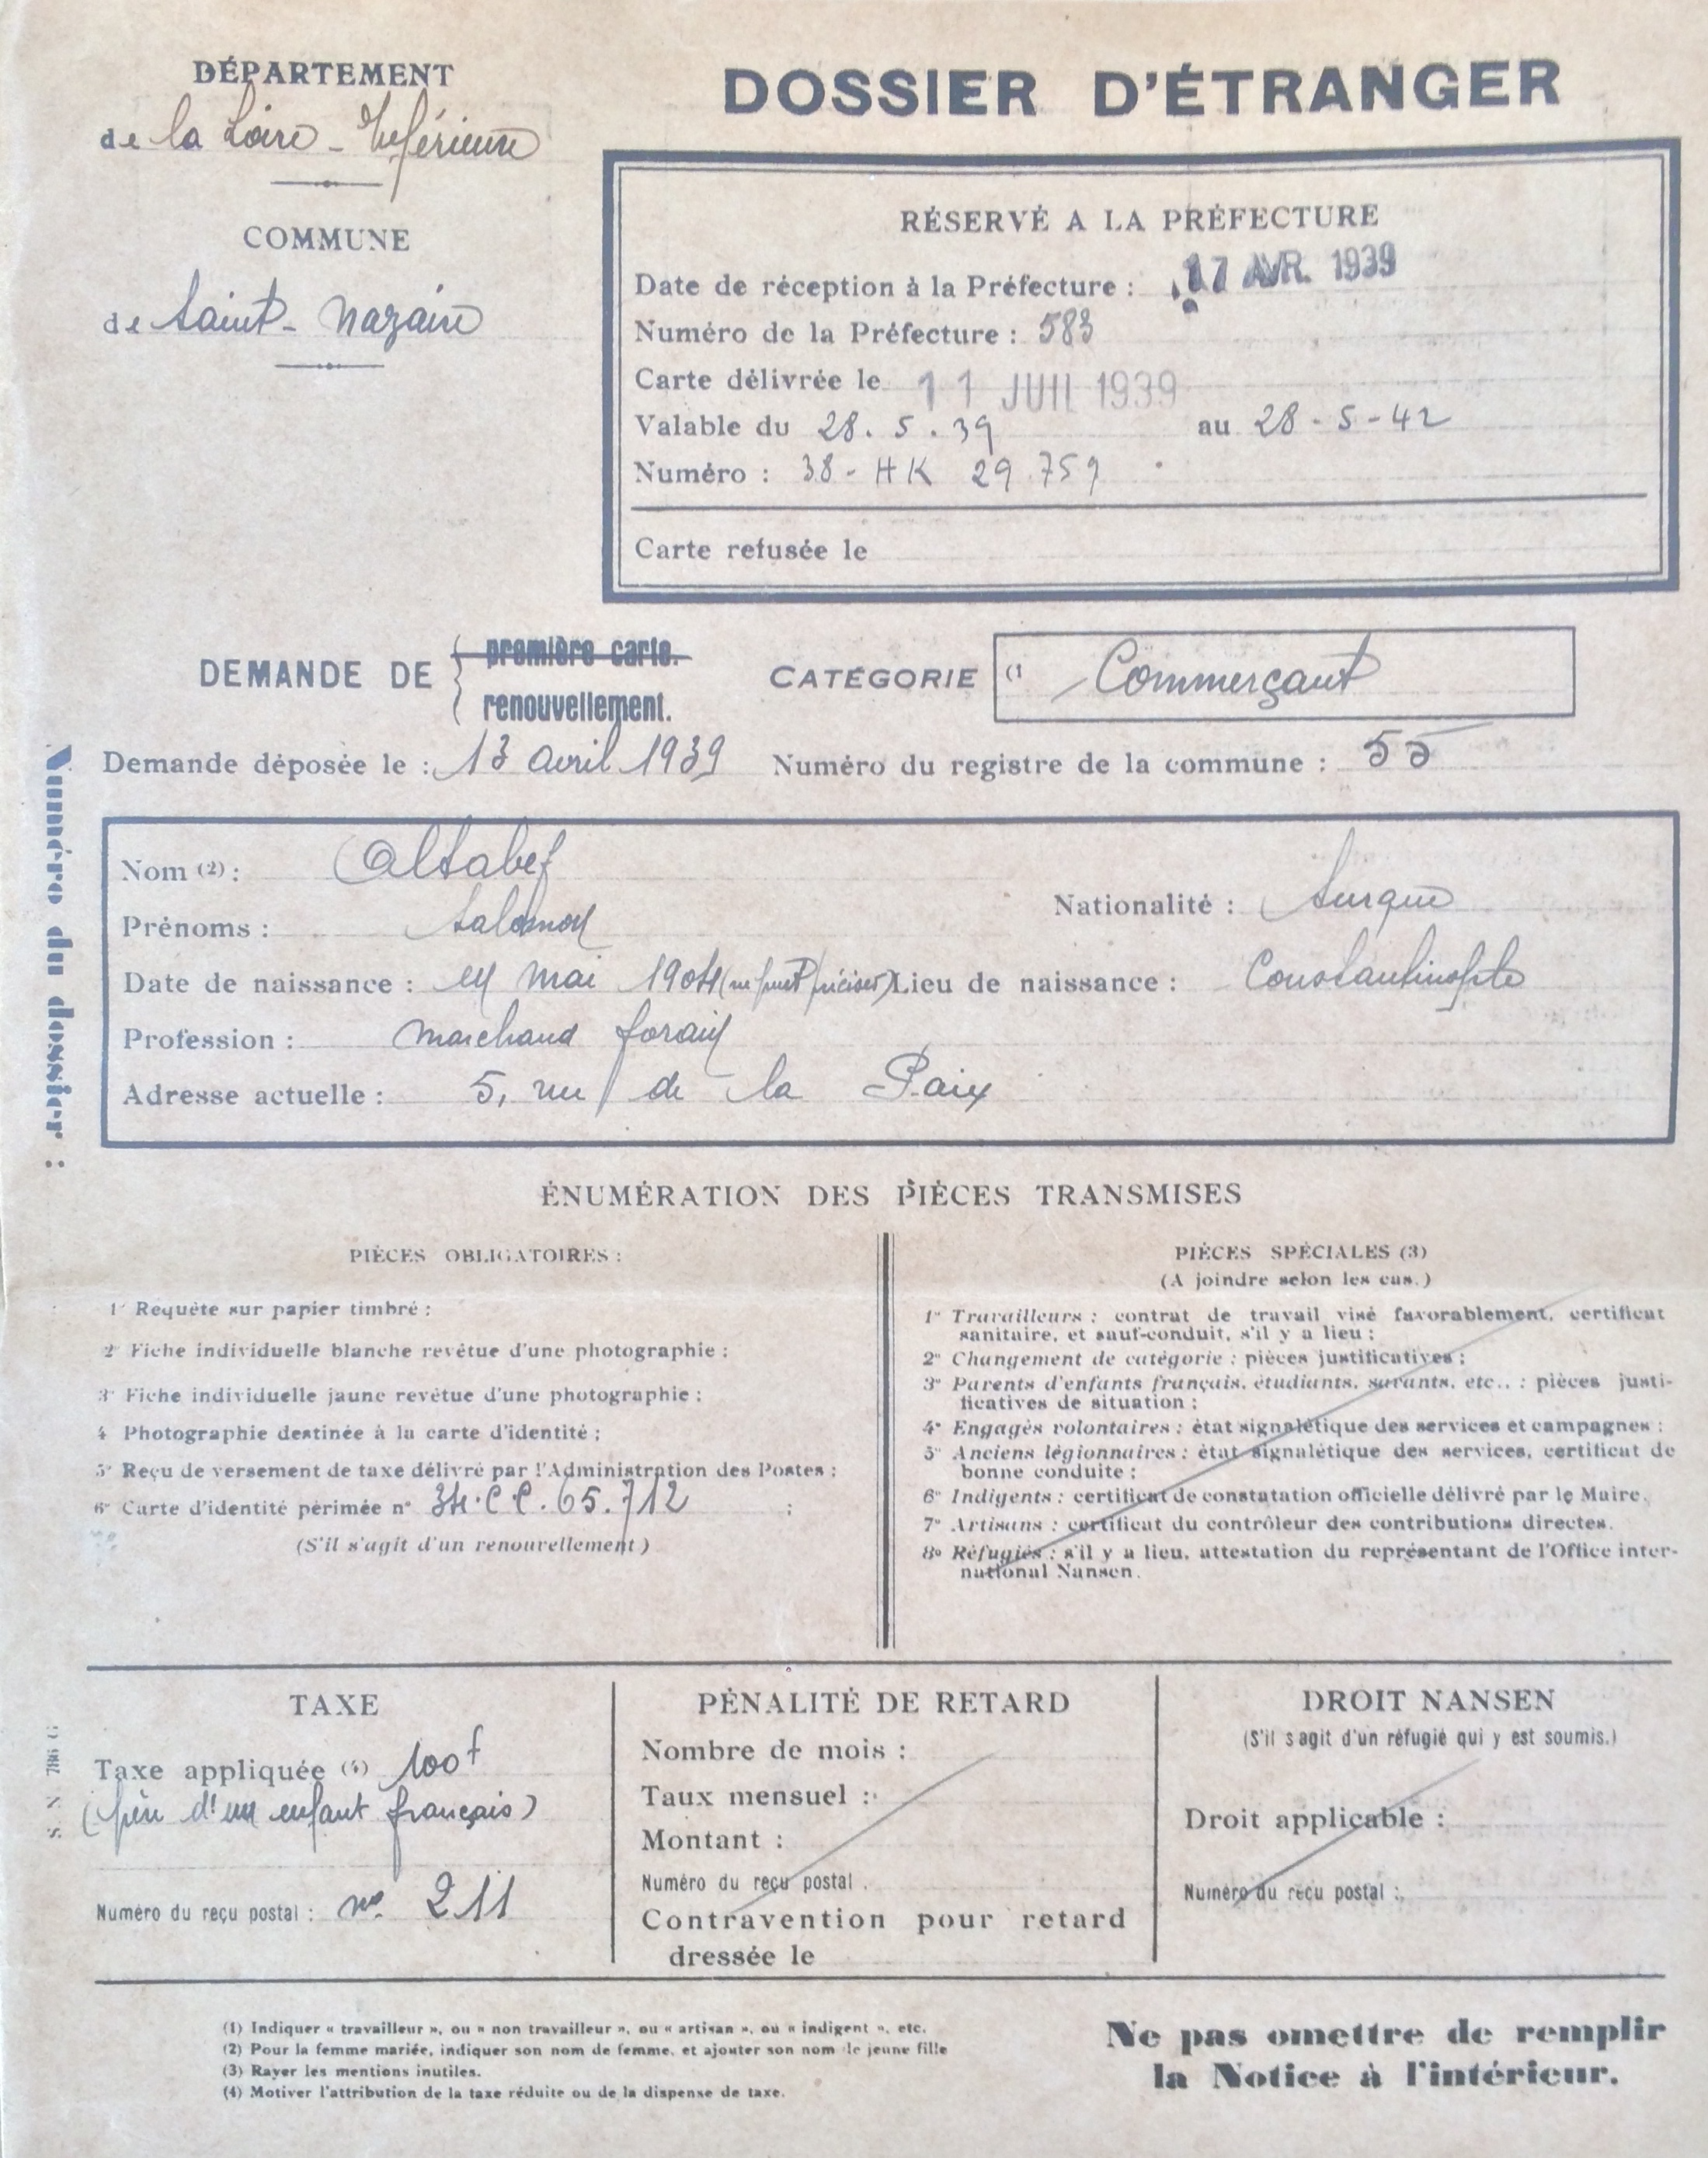 DÉPARTEMENT
de la Loire-Inférieure
COMMUNE
de Saint-Nazaire
DOSSIER D'ÉTRANGER
RÉSERVÉ A LA PRÉFECTURE
Date de réception à la Préfecture : 17 AVR. 1939
Numéro de la Préfecture : 583
Carte délivrée le 11 JUIL 1939
Valable du 28.5.39 au 28-5-42
Numéro : 38-HK 29.759
Carte refusée le
DEMANDE DE { première carte.
renouvellement.
CATÉGORIE (1 Commerçant
Demande déposée le : 13 avril 1939 Numéro du registre de la commune : 55
Numéro du dossier :
Nom (2) : Altabef
Prénoms : Salomon
Nationalité : Turque
Date de naissance : en mai 1904 (ne peut préciser) Lieu de naissance : Constantinople
Profession : Marchand forain
Adresse actuelle : 5, rue de la Paix
ÉNUMÉRATION DES PIÈCES TRANSMISES
PIÈCES OBLIGATOIRES :
1° Requête sur papier timbré ;
2° Fiche individuelle blanche revêtue d'une photographie ;
3° Fiche individuelle jaune revêtue d'une photographie ;
4 Photographie destinée à la carte d'identité ;
5° Reçu de versement de taxe délivré par l'Administration des Postes ;
6° Carte d'identité périmée n° 34.CC.65.712 ;
(S'il s'agit d'un renouvellement)
PIÈCES SPÉCIALES (3)
(A joindre selon les cas.)
1° Travailleurs : contrat de travail visé favorablement, certificat
sanitaire, et sauf-conduit, s'il y a lieu ;
2° Changement de catégorie : pièces justificatives ;
3° Parents d'enfants français, étudiants, savants, etc.. : pièces justi-
ficatives de situation ;
4° Engagés volontaires : état signalétique des services et campagnes ;
5° Anciens légionnaires : état signalétique des services, certificat de
bonne conduite ;
6° Indigents : certificat de constatation officielle délivré par le Maire.
7° Artisans : certificat du contrôleur des contributions directes.
8° Réfugiés : s'il y a lieu, attestation du représentant de l'Office inter-
national Nansen.
TAXE
Taxe appliquée (4) 100f
(père d'un enfant français)
Numéro du reçu postal : n° 211
PÉNALITÉ DE RETARD
Nombre de mois :
Taux mensuel :
Montant :
Numéro du reçu postal .
Contravention pour retard
dressée le
DROIT NANSEN
(S'il s'agit d'un réfugié qui y est soumis.)
Droit applicable :
Numéro du reçu postal :
(1) Indiquer « travailleur », ou « non travailleur », ou « artisan », ou « indigent », etc.
(2) Pour la femme mariée, indiquer son nom de femme, et ajouter son nom de jeune fille
(3) Rayer les mentions inutiles.
(4) Motiver l'attribution de la taxe réduite ou de la dispense de taxe.
Ne pas omettre de remplir
la Notice à l'intérieur.